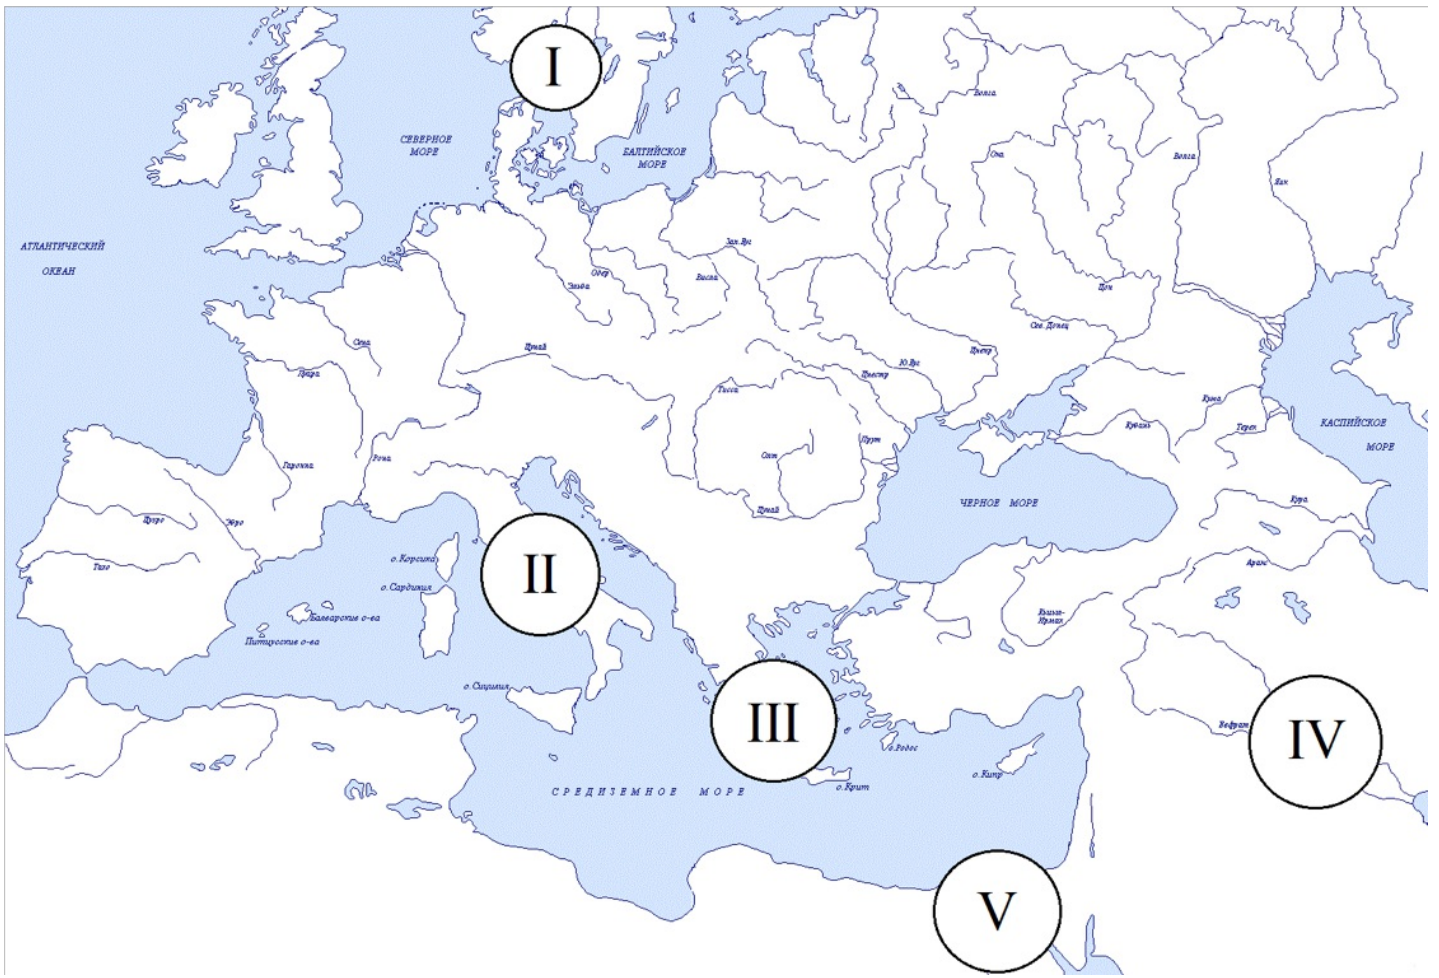 I
Волга
СЕВЕРНОЕ
МОРЕ
БАЛТИЙСКОЕ
МОРЕ
Ока
Волга
Яик
АТЛАНТИЧЕСКИЙ
ОКЕАН
Зап. Буг
Одер
Висла
Эльба
Дон
Сев. Донец
Сена
Дунай
Днепр
Ю. Буг
Луара
Днестр
Тисса
Кума
КАСПИЙСКОЕ
МОРЕ
Кубань
Терек
Прут
Олт
Рона
Гаронна
Кура
ЧЕРНОЕ МОРЕ
Дунай
Дуэро
Эбро
о. Корсика
Аракс
Тахо
II
о. Сардиния
Кызыл-
Ирмак
Балеарские о-ва
Питиусские о-ва
о. Сицилия
III
Евфрат
IV
о. Родос
о. Кипр
СРЕДИЗЕМНОЕ МОРЕ
о. Крит
V